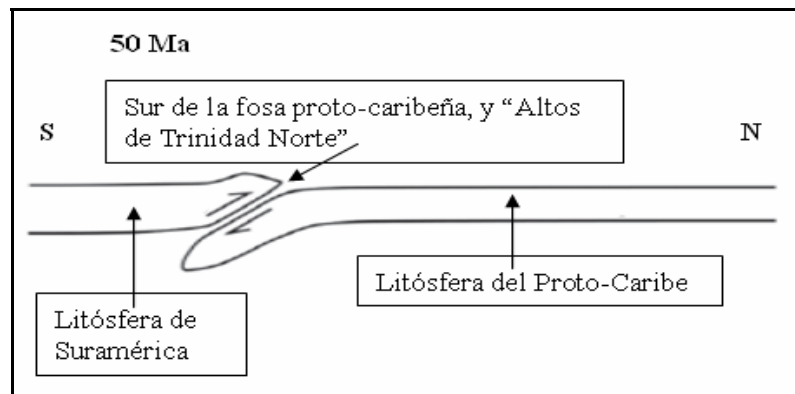 50 Ma
Sur de la fosa proto-caribeña, y “Altos
de Trinidad Norte”
S
N
Litósfera del Proto-Caribe
Litósfera de
Suramérica